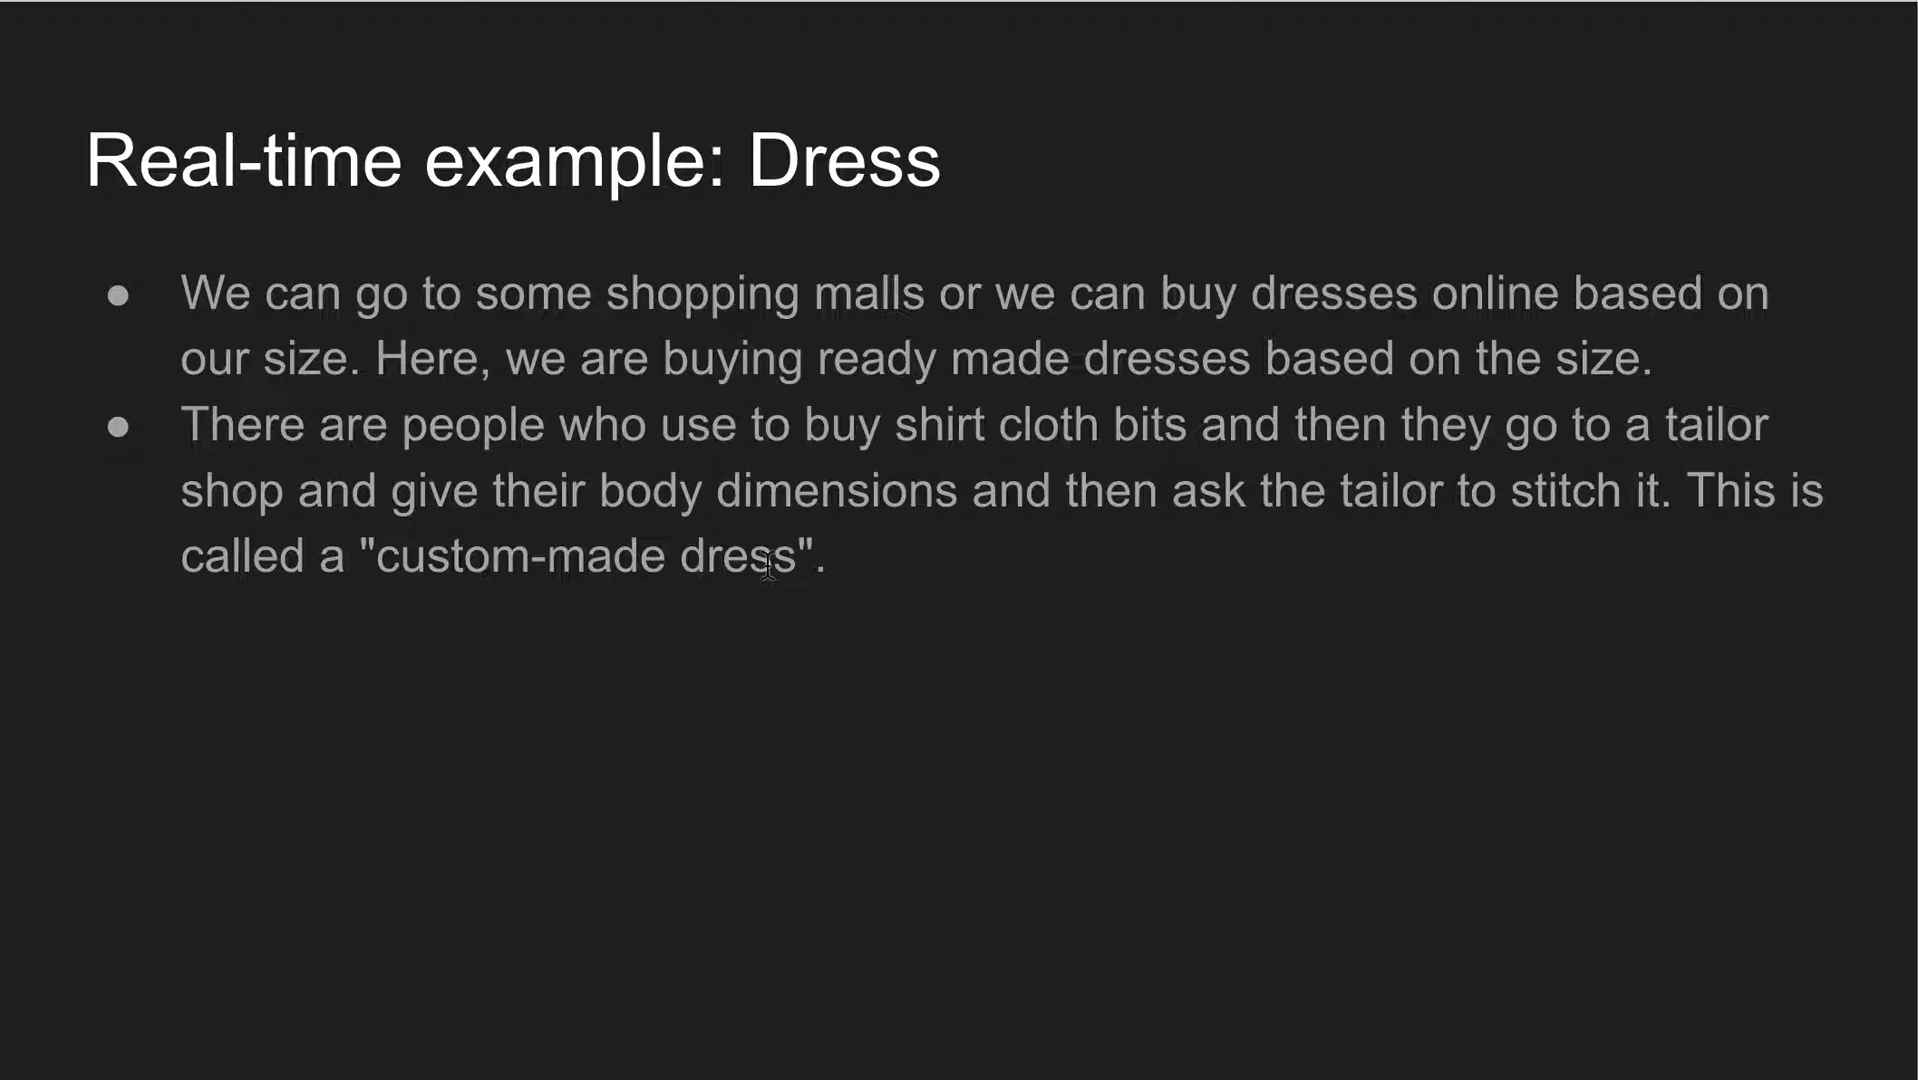 Real-time example: Dress
● We can go to some shopping malls or we can buy dresses online based on
our size. Here, we are buying ready made dresses based on the size.
● There are people who use to buy shirt cloth bits and then they go to a tailor
shop and give their body dimensions and then ask the tailor to stitch it. This is
called a "custom-made dress".